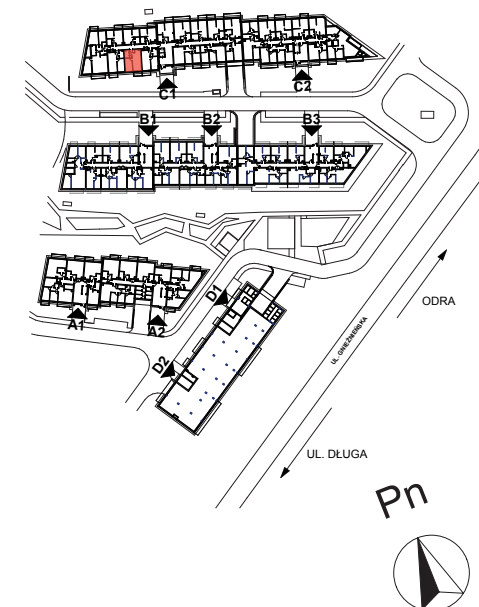 C1
C2
B1
B2
B3
A1
A2
D1
D2
UL. GNIEŹNIEŃSKA
ODRA
UL. DŁUGA
Pn